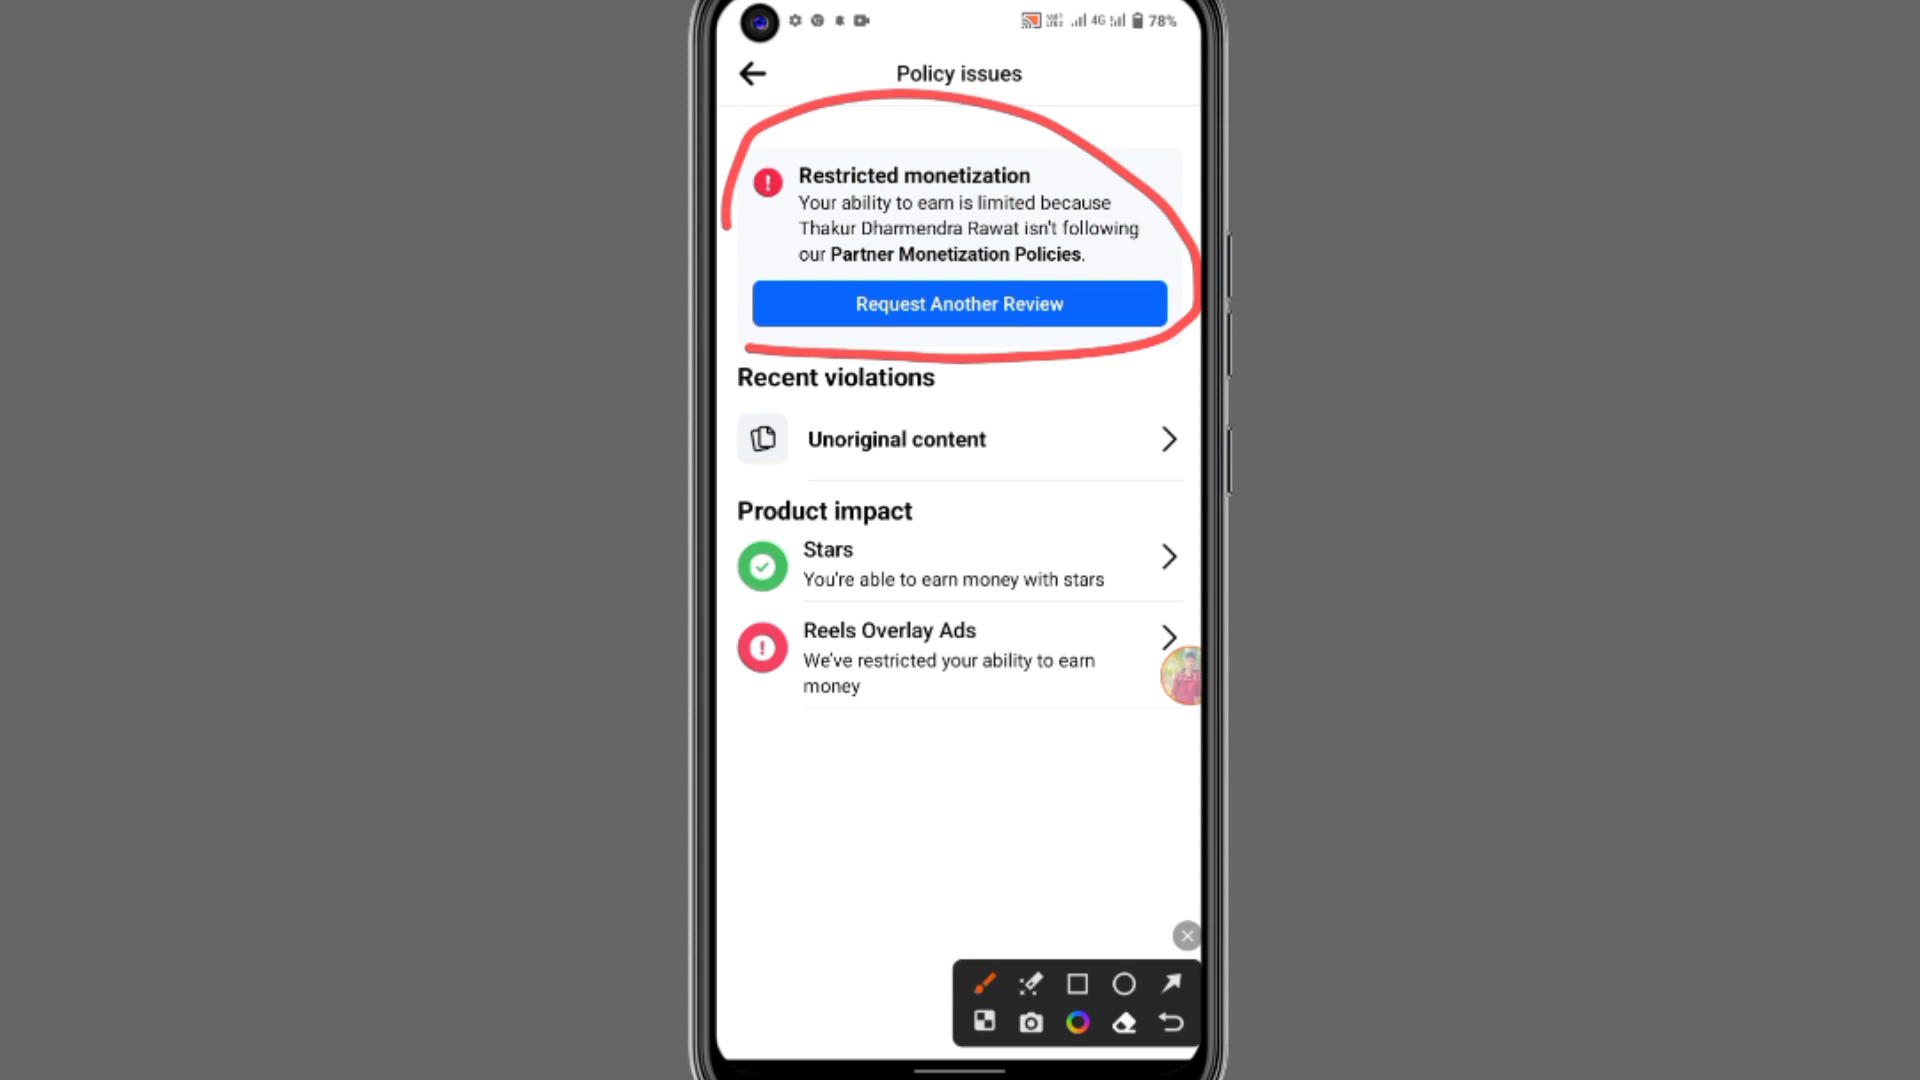 4G 78%
Policy issues
Restricted monetization
Your ability to earn is limited because
Thakur Dharmendra Rawat isn't following
our Partner Monetization Policies.
Request Another Review
Recent violations
Unoriginal content
Product impact
Stars
You're able to earn money with stars
Reels Overlay Ads
We've restricted your ability to earn
money